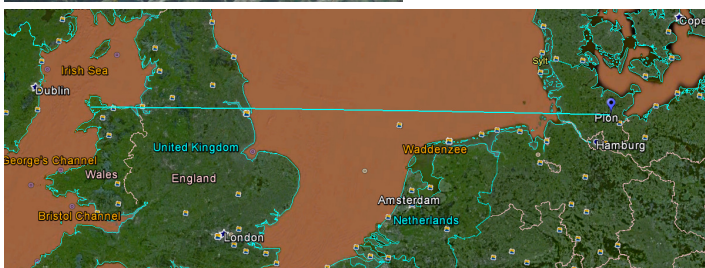 Cope
Irish Sea
Sylt
Dublin
Plön
United Kingdom
Hamburg
Waddenzee
George's Channel
Wales
England
Amsterdam
Bristol Channel
Netherlands
London